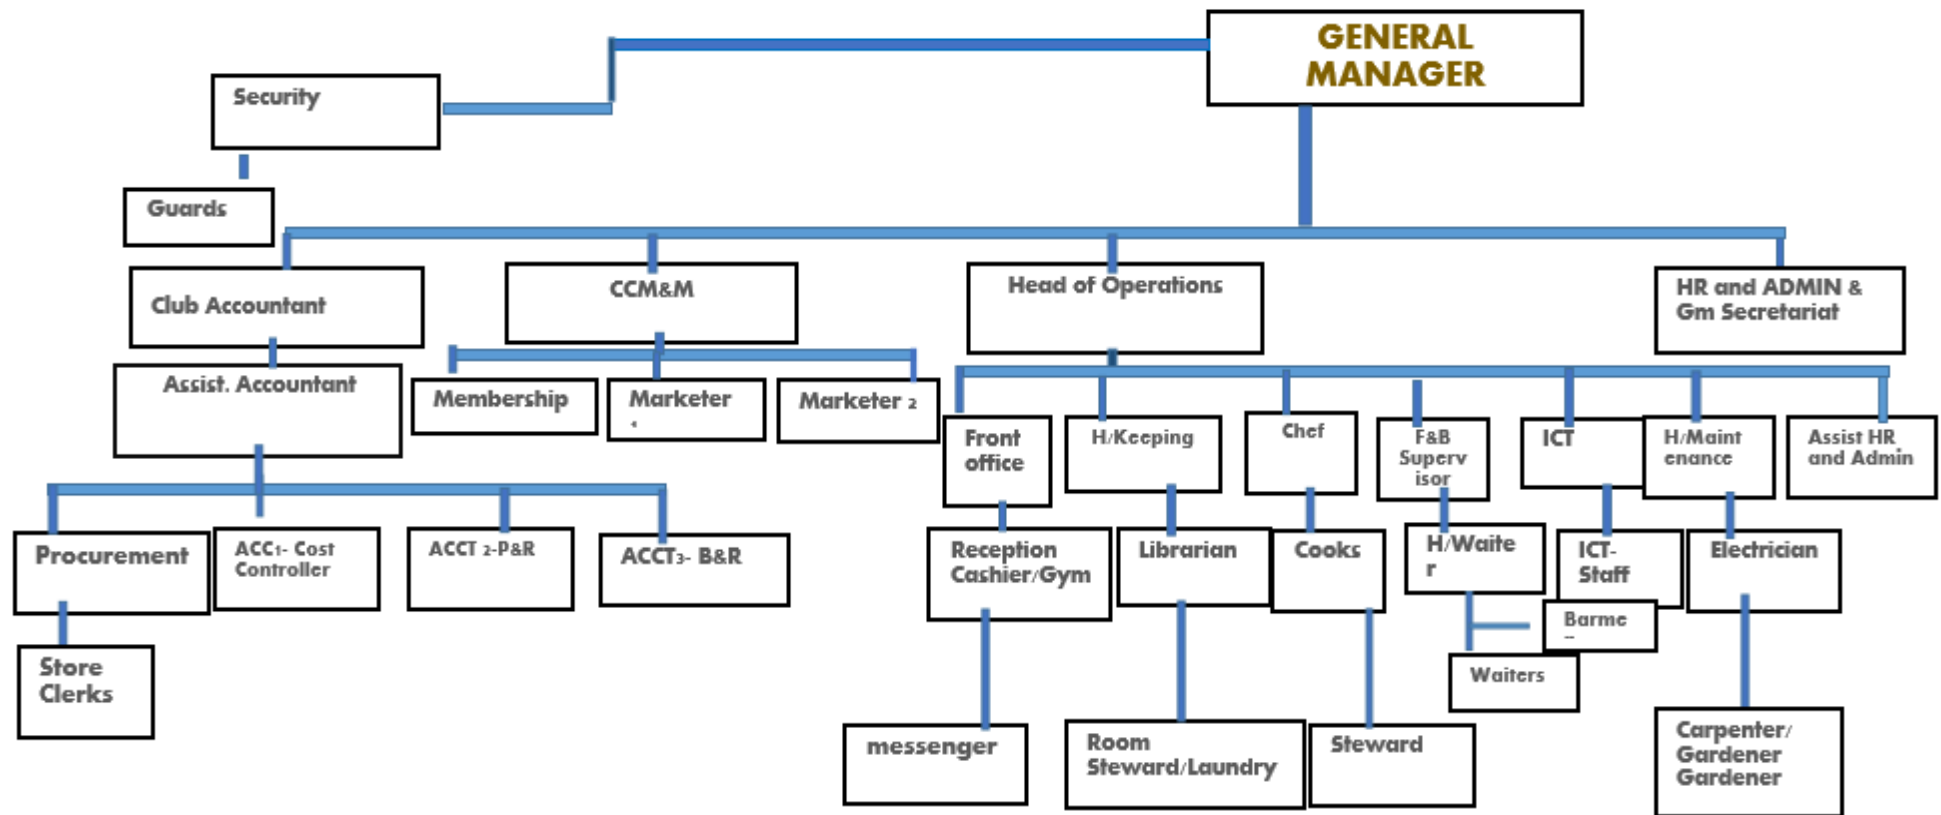 GENERAL
MANAGER
Security
Guards
Club Accountant
CCM&M
Head of Operations
HR and ADMIN &
Gm Secretariat
Assist. Accountant
Membership
Marketer
Marketer 2
Front
office
H/Keeping
Chef
F&B
Superv
isor
ICT
H/Maint
enance
Assist HR
and Admin
Procurement
ACC1- Cost
Controller
ACCT 2-P&R
ACCT3- B&R
Reception
Cashier/Gym
Librarian
Cooks
H/Waite
r
ICT-
Staff
Electrician
Barme
Waiters
Store
Clerks
messenger
Room
Steward/Laundry
Steward
Carpenter/
Gardener
Gardener